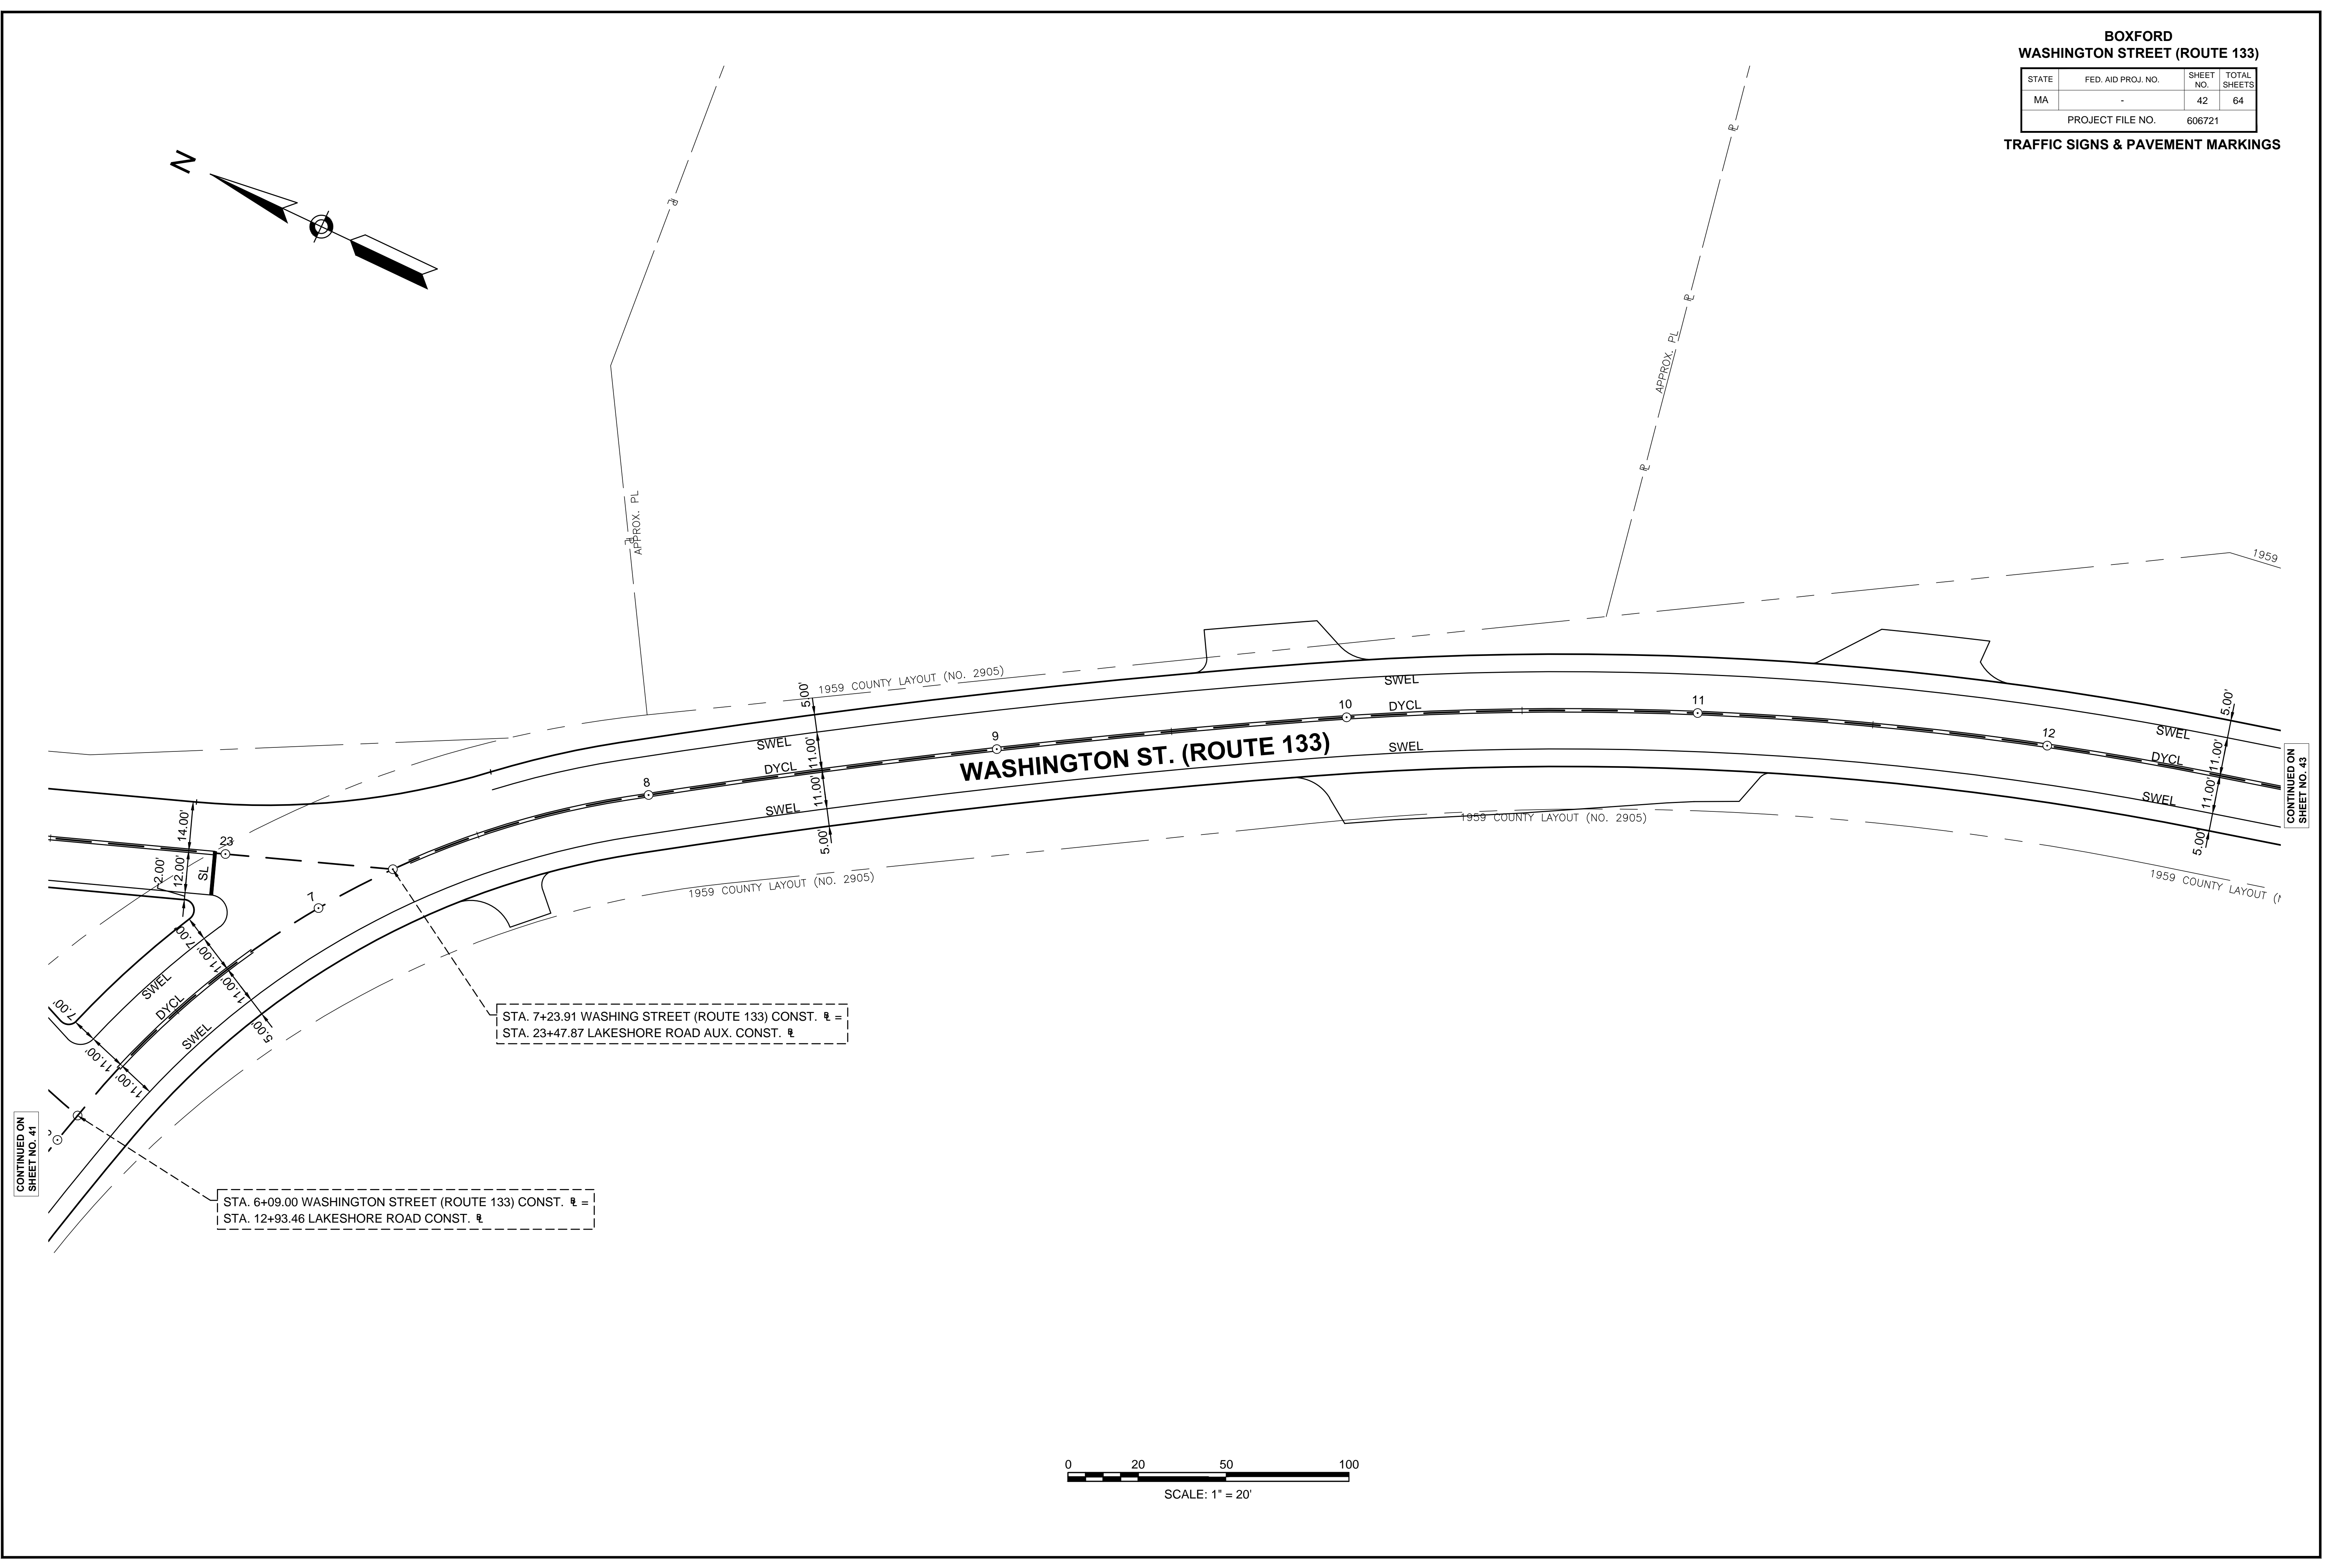 BOXFORD
WASHINGTON STREET (ROUTE 133)
STATE
FED. AID PROJ. NO.
SHEET NO.
TOTAL SHEETS
MA
-
42
64
PROJECT FILE NO.
606721
TRAFFIC SIGNS & PAVEMENT MARKINGS
N
APPROX. PL
APPROX. PL
1959
1959 COUNTY LAYOUT (NO. 2905)
5.00'
11.00'
11.00'
5.00'
SWEL
DYCL
SWEL
8
9
WASHINGTON ST. (ROUTE 133)
10
SWEL
DYCL
SWEL
11
12
SWEL
DYCL
SWEL
5.00'
11.00'
11.00'
5.00'
1959 COUNTY LAYOUT (NO. 2905)
1959 COUNTY LAYOUT (NO. 2905)
1959 COUNTY LAYOUT (
CONTINUED ON
SHEET NO. 43
14.00'
23
2.00'
12.00'
SL
7
7.00'
11.00'
11.00'
5.00'
SWEL
DYCL
SWEL
7.00'
11.00'
11.00'
STA. 7+23.91 WASHING STREET (ROUTE 133) CONST. ℄ =
STA. 23+47.87 LAKESHORE ROAD AUX. CONST. ℄
CONTINUED ON
SHEET NO. 41
STA. 6+09.00 WASHINGTON STREET (ROUTE 133) CONST. ℄ =
STA. 12+93.46 LAKESHORE ROAD CONST. ℄
0 20 50 100
SCALE: 1" = 20'